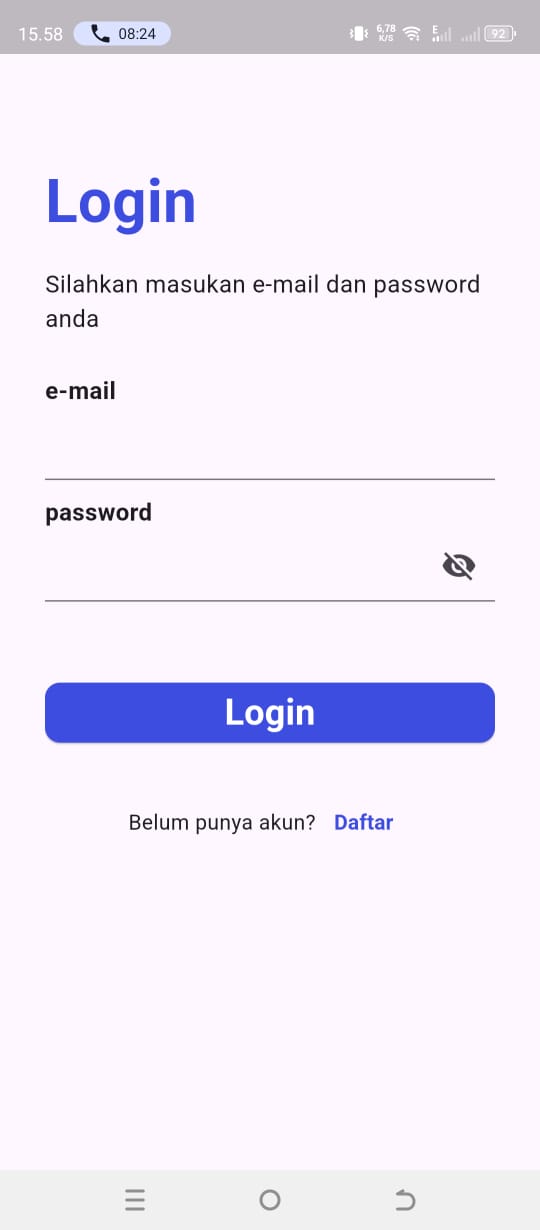 15.58 08:24 6,78 K/S E 92
Login
Silahkan masukan e-mail dan password
anda
e-mail
password
Login
Belum punya akun? Daftar